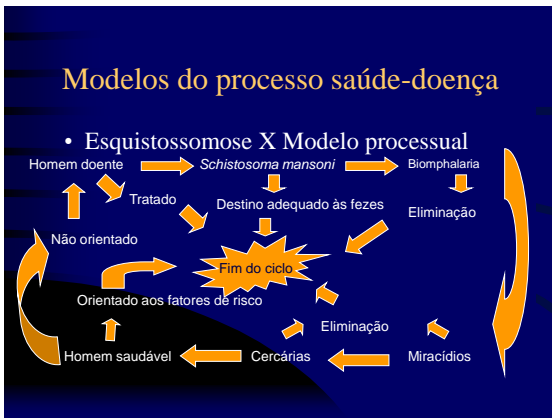 Modelos do processo saúde-doença
• Esquistossomose X Modelo processual
Homem doente
Schistosoma mansoni
Biomphalaria
Tratado
Destino adequado às fezes
Eliminação
Não orientado
Fim do ciclo
Orientado aos fatores de risco
Eliminação
Homem saudável
Cercárias
Miracídios